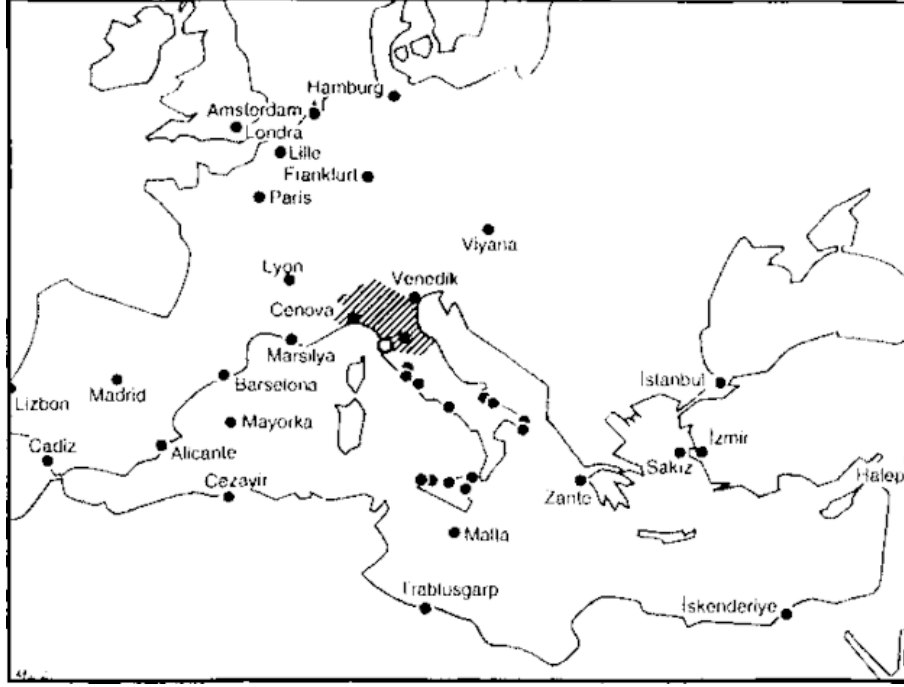 Hamburg
Amsterdam
Londra
Lille
Frankfurt
Paris
Viyana
Lyon
Venedik
Cenova
Marsilya
İstanbul
Barselona
Madrid
Lizbon
Mayorka
Cadiz
Alicante
İzmir
Sakız
Halep
Cezayir
Zante
Malta
Trablusgarp
İskenderiye